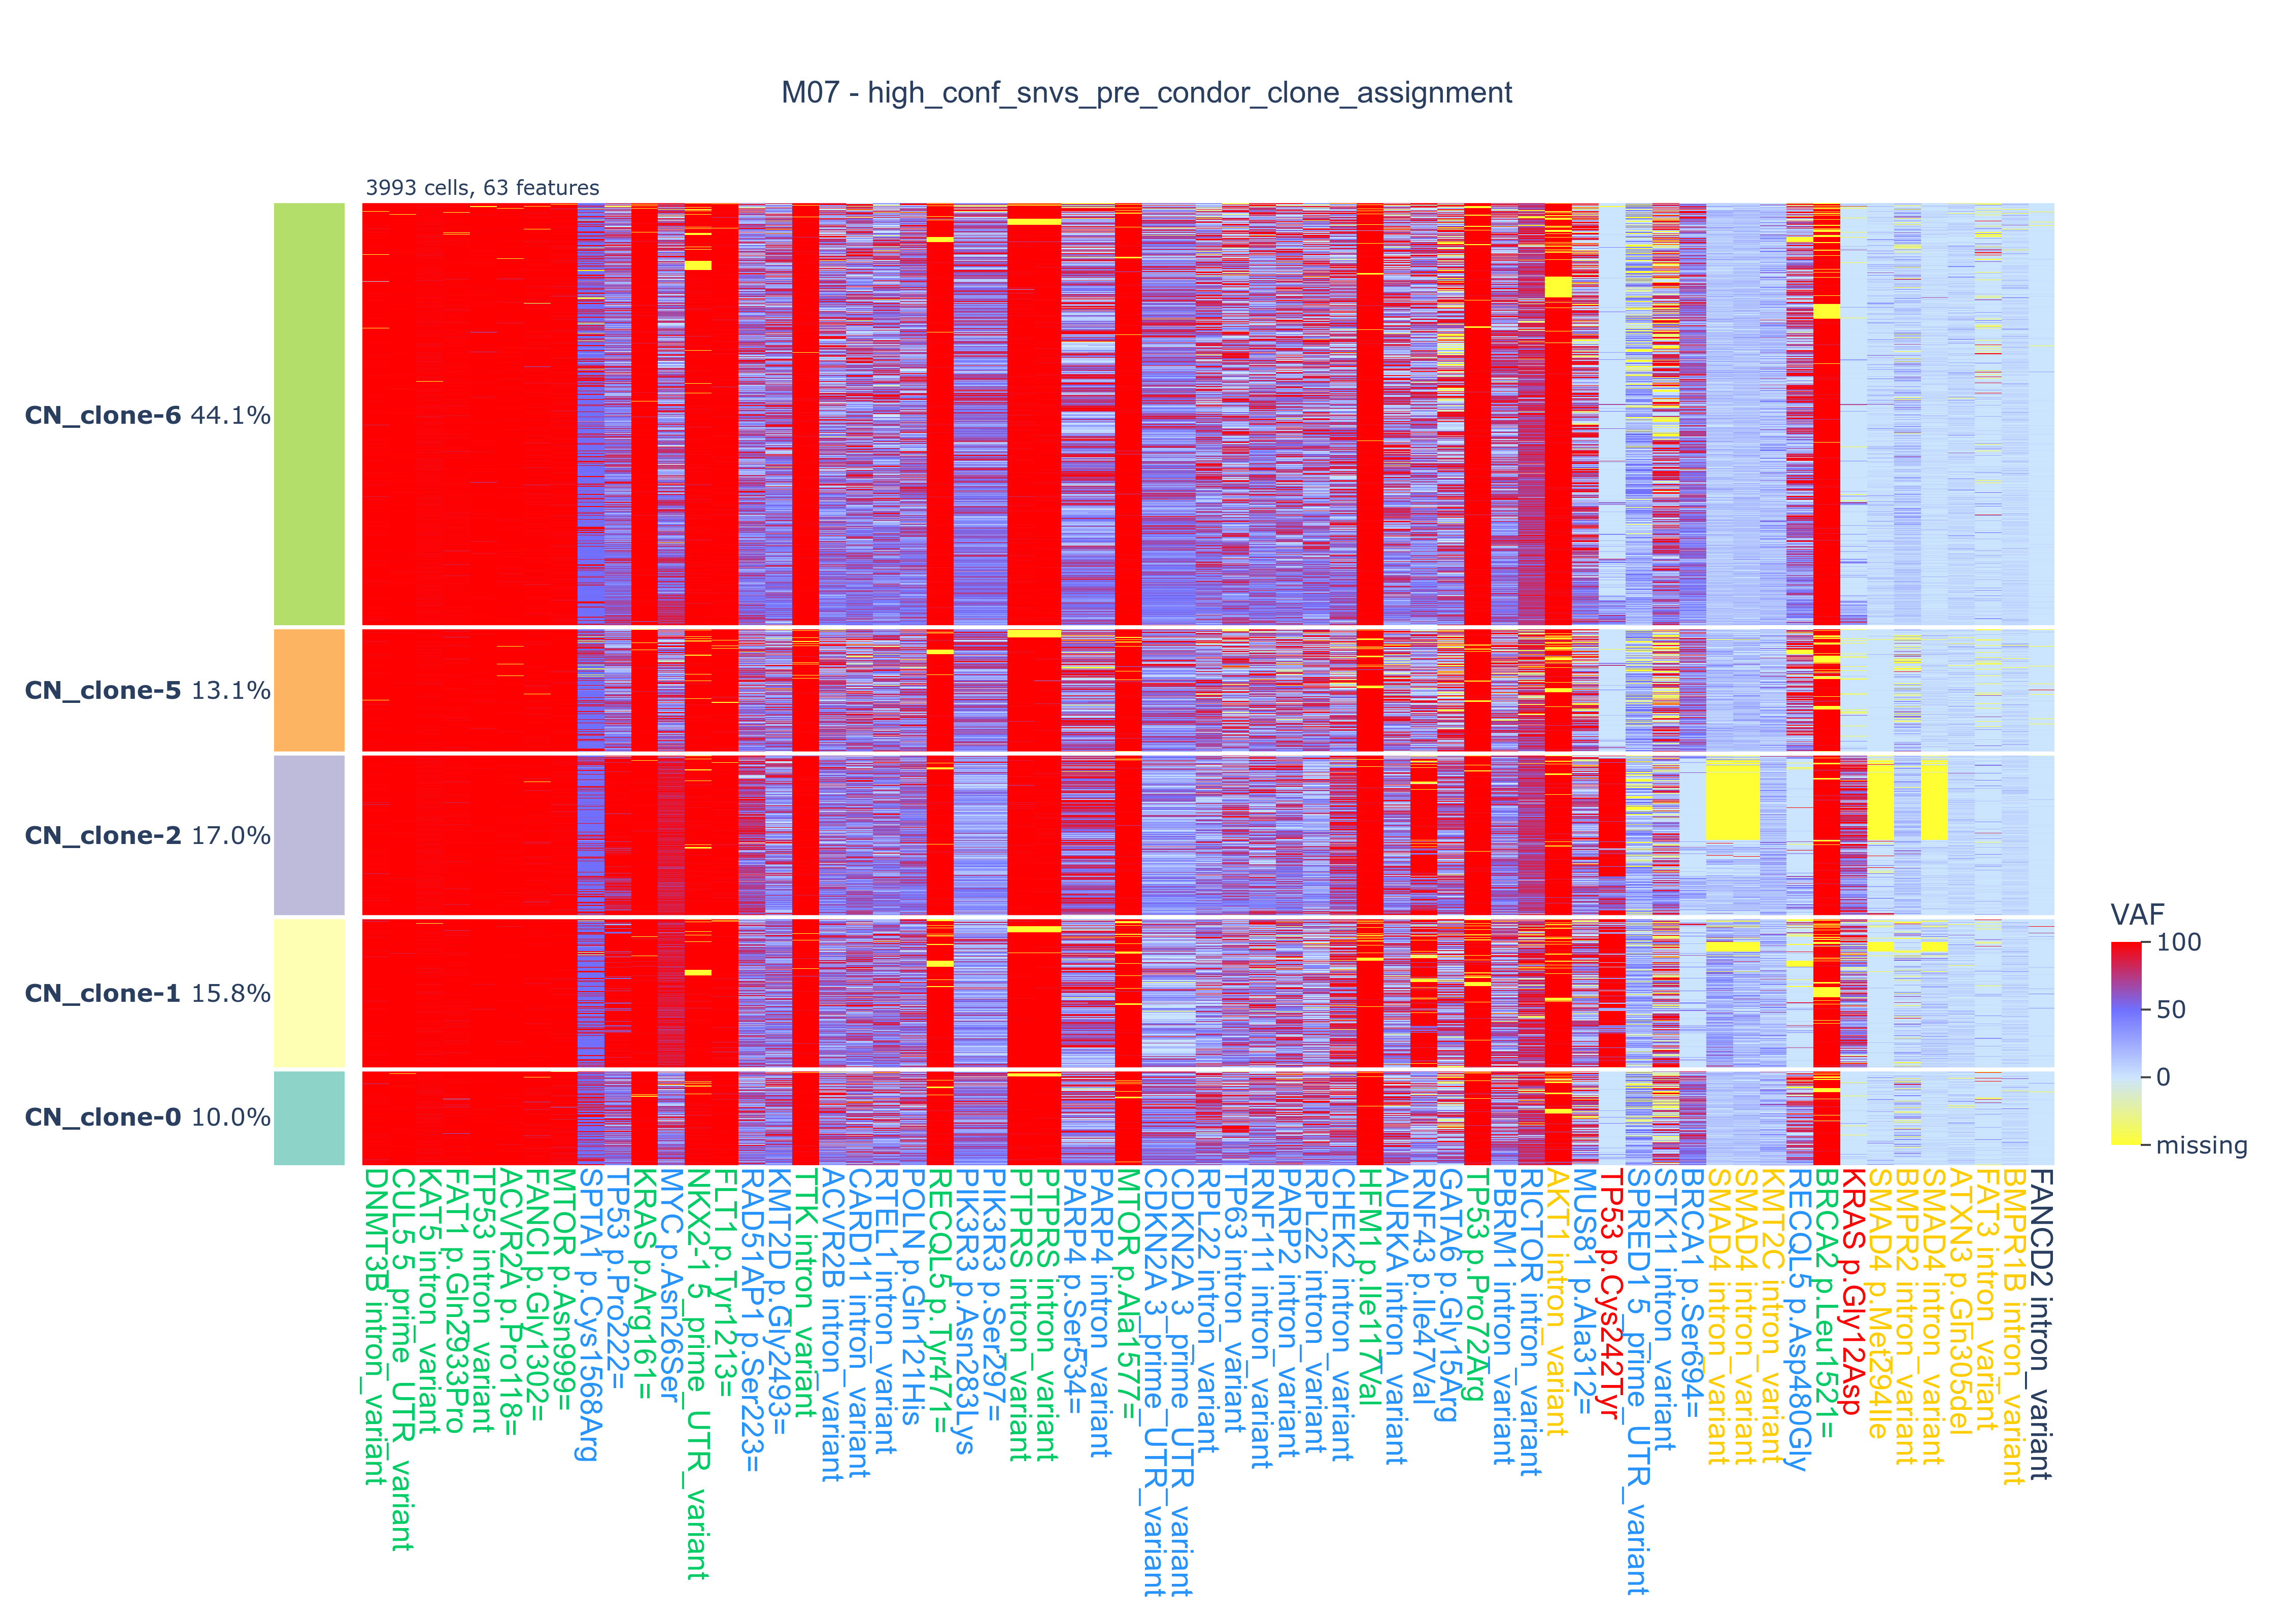 M07 - high_conf_snvs_pre_condor_clone_assignment
3993 cells, 63 features
CN_clone-6 44.1%
CN_clone-5 13.1%
CN_clone-2 17.0%
CN_clone-1 15.8%
CN_clone-0 10.0%
VAF
100
50
0
missing
DNMT3B intron_variant
CUL5 5_prime_UTR_variant
KAT5 intron_variant
FAT1 p.Gln2933Pro
TP53 intron_variant
ACVR2A p.Pro118=
FANCI p.Gly1302=
MTOR p.Asn999=
SPTA1 p.Cys1568Arg
TP53 p.Pro222=
KRAS p.Arg161=
MYC p.Asn26Ser
NKX2-1 5_prime_UTR_variant
FLT1 p.Tyr1213=
RAD51AP1 p.Ser223=
KMT2D p.Gly2493=
TTK intron_variant
ACVR2B intron_variant
CARD11 intron_variant
RTEL1 intron_variant
POLN p.Gln121His
RECQL5 p.Tyr471=
PIK3R3 p.Asn283Lys
PIK3R3 p.Ser297=
PTPRS intron_variant
PTPRS intron_variant
PARP4 p.Ser534=
PARP4 intron_variant
MTOR p.Ala1577=
CDKN2A 3_prime_UTR_variant
CDKN2A 3_prime_UTR_variant
RPL22 intron_variant
TP63 intron_variant
RNF111 intron_variant
PARP2 intron_variant
RPL22 intron_variant
CHEK2 intron_variant
HFM1 p.Ile117Val
AURKA intron_variant
RNF43 p.Ile47Val
GATA6 p.Gly15Arg
TP53 p.Pro72Arg
PBRM1 intron_variant
RICTOR intron_variant
AKT1 intron_variant
MUS81 p.Ala312=
TP53 p.Cys242Tyr
SPRED1 5_prime_UTR_variant
STK11 intron_variant
BRCA1 p.Ser694=
SMAD4 intron_variant
SMAD4 intron_variant
KMT2C intron_variant
RECQL5 p.Asp480Gly
BRCA2 p.Leu1521=
KRAS p.Gly12Asp
SMAD4 p.Met294Ile
BMPR2 intron_variant
SMAD4 intron_variant
ATXN3 p.Gln305del
FAT3 intron_variant
BMPR1B intron_variant
FANCD2 intron_variant